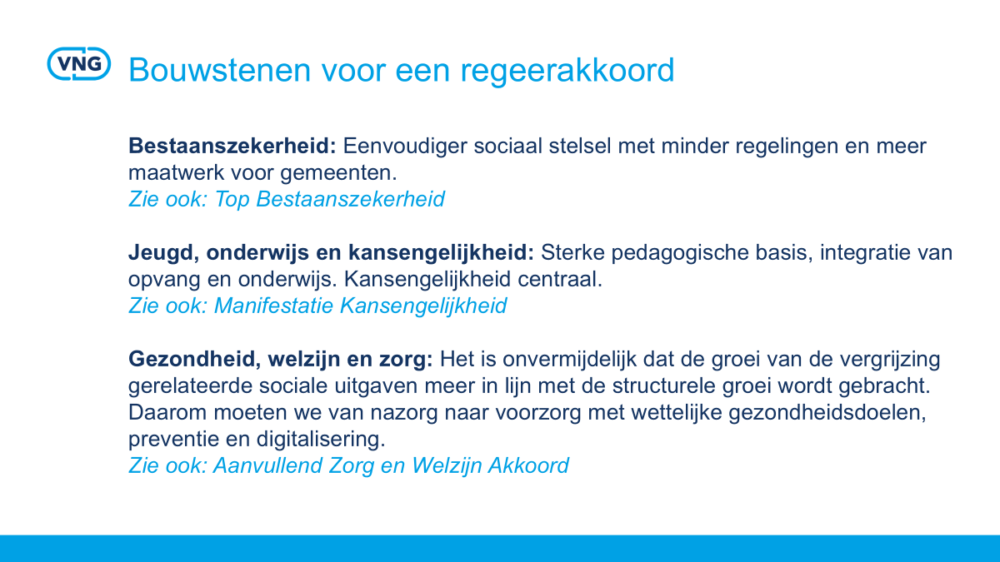 VNG
Bouwstenen voor een regeerakkoord
Bestaanszekerheid: Eenvoudiger sociaal stelsel met minder regelingen en meer
maatwerk voor gemeenten.
Zie ook: Top Bestaanszekerheid
Jeugd, onderwijs en kansengelijkheid: Sterke pedagogische basis, integratie van
opvang en onderwijs. Kansengelijkheid centraal.
Zie ook: Manifestatie Kansengelijkheid
Gezondheid, welzijn en zorg: Het is onvermijdelijk dat de groei van de vergrijzing
gerelateerde sociale uitgaven meer in lijn met de structurele groei wordt gebracht.
Daarom moeten we van nazorg naar voorzorg met wettelijke gezondheidsdoelen,
preventie en digitalisering.
Zie ook: Aanvullend Zorg en Welzijn Akkoord